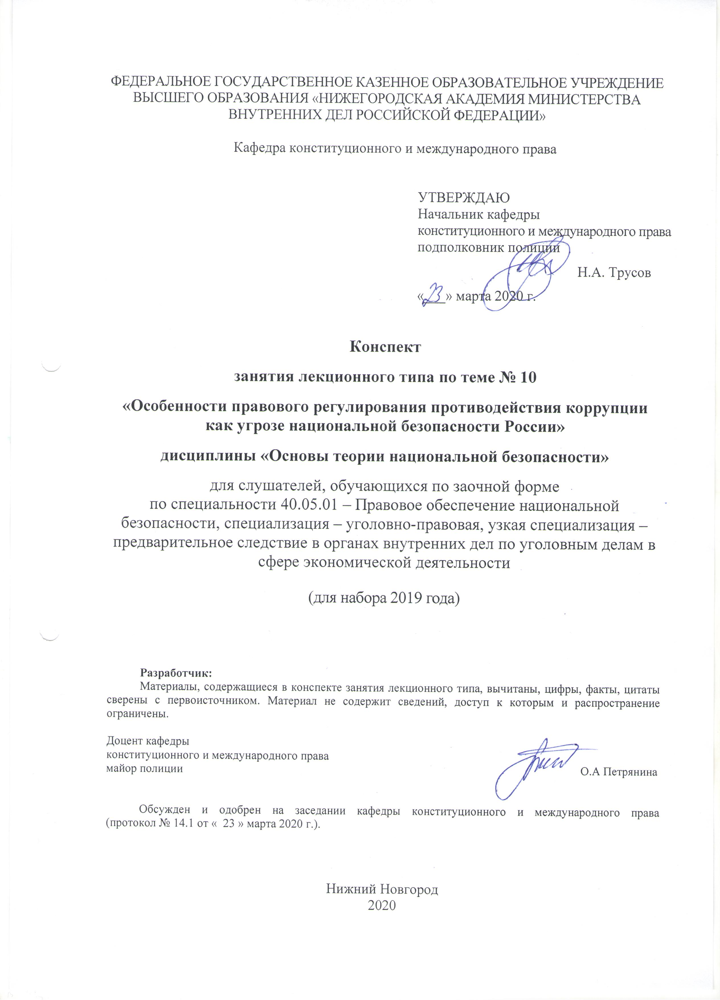 ФЕДЕРАЛЬНОЕ ГОСУДАРСТВЕННОЕ КАЗЕННОЕ ОБРАЗОВАТЕЛЬНОЕ УЧРЕЖДЕНИЕ
ВЫСШЕГО ОБРАЗОВАНИЯ «НИЖЕГОРОДСКАЯ АКАДЕМИЯ МИНИСТЕРСТВА
ВНУТРЕННИХ ДЕЛ РОССИЙСКОЙ ФЕДЕРАЦИИ»
Кафедра конституционного и международного права
УТВЕРЖДАЮ
Начальник кафедры
конституционного и международного права
подполковник полиции
Н.А. Трусов
«23» марта 2020 г.
Конспект
занятия лекционного типа по теме № 10
«Особенности правового регулирования противодействия коррупции
как угрозе национальной безопасности России»
дисциплины «Основы теории национальной безопасности»
для слушателей, обучающихся по заочной форме
по специальности 40.05.01 – Правовое обеспечение национальной
безопасности, специализация – уголовно-правовая, узкая специализация –
предварительное следствие в органах внутренних дел по уголовным делам в
сфере экономической деятельности
(для набора 2019 года)
Разработчик:
Материалы, содержащиеся в конспекте занятия лекционного типа, вычитаны, цифры, факты, цитаты
сверены с первоисточником. Материал не содержит сведений, доступ к которым и распространение
ограничены.
Доцент кафедры
конституционного и международного права
майор полиции
О.А Петрянина
Обсужден и одобрен на заседании кафедры конституционного и международного права
(протокол № 14.1 от « 23 » марта 2020 г.).
Нижний Новгород
2020